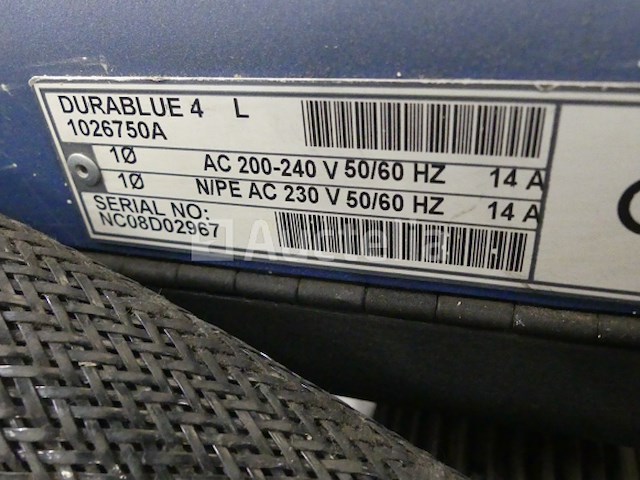 DURABLUE 4 L
1026750A
1Ø AC 200-240 V 50/60 HZ 14 A
1Ø N/PE AC 230 V 50/60 HZ 14 A
SERIAL NO:
NC08D02967
Auctelia